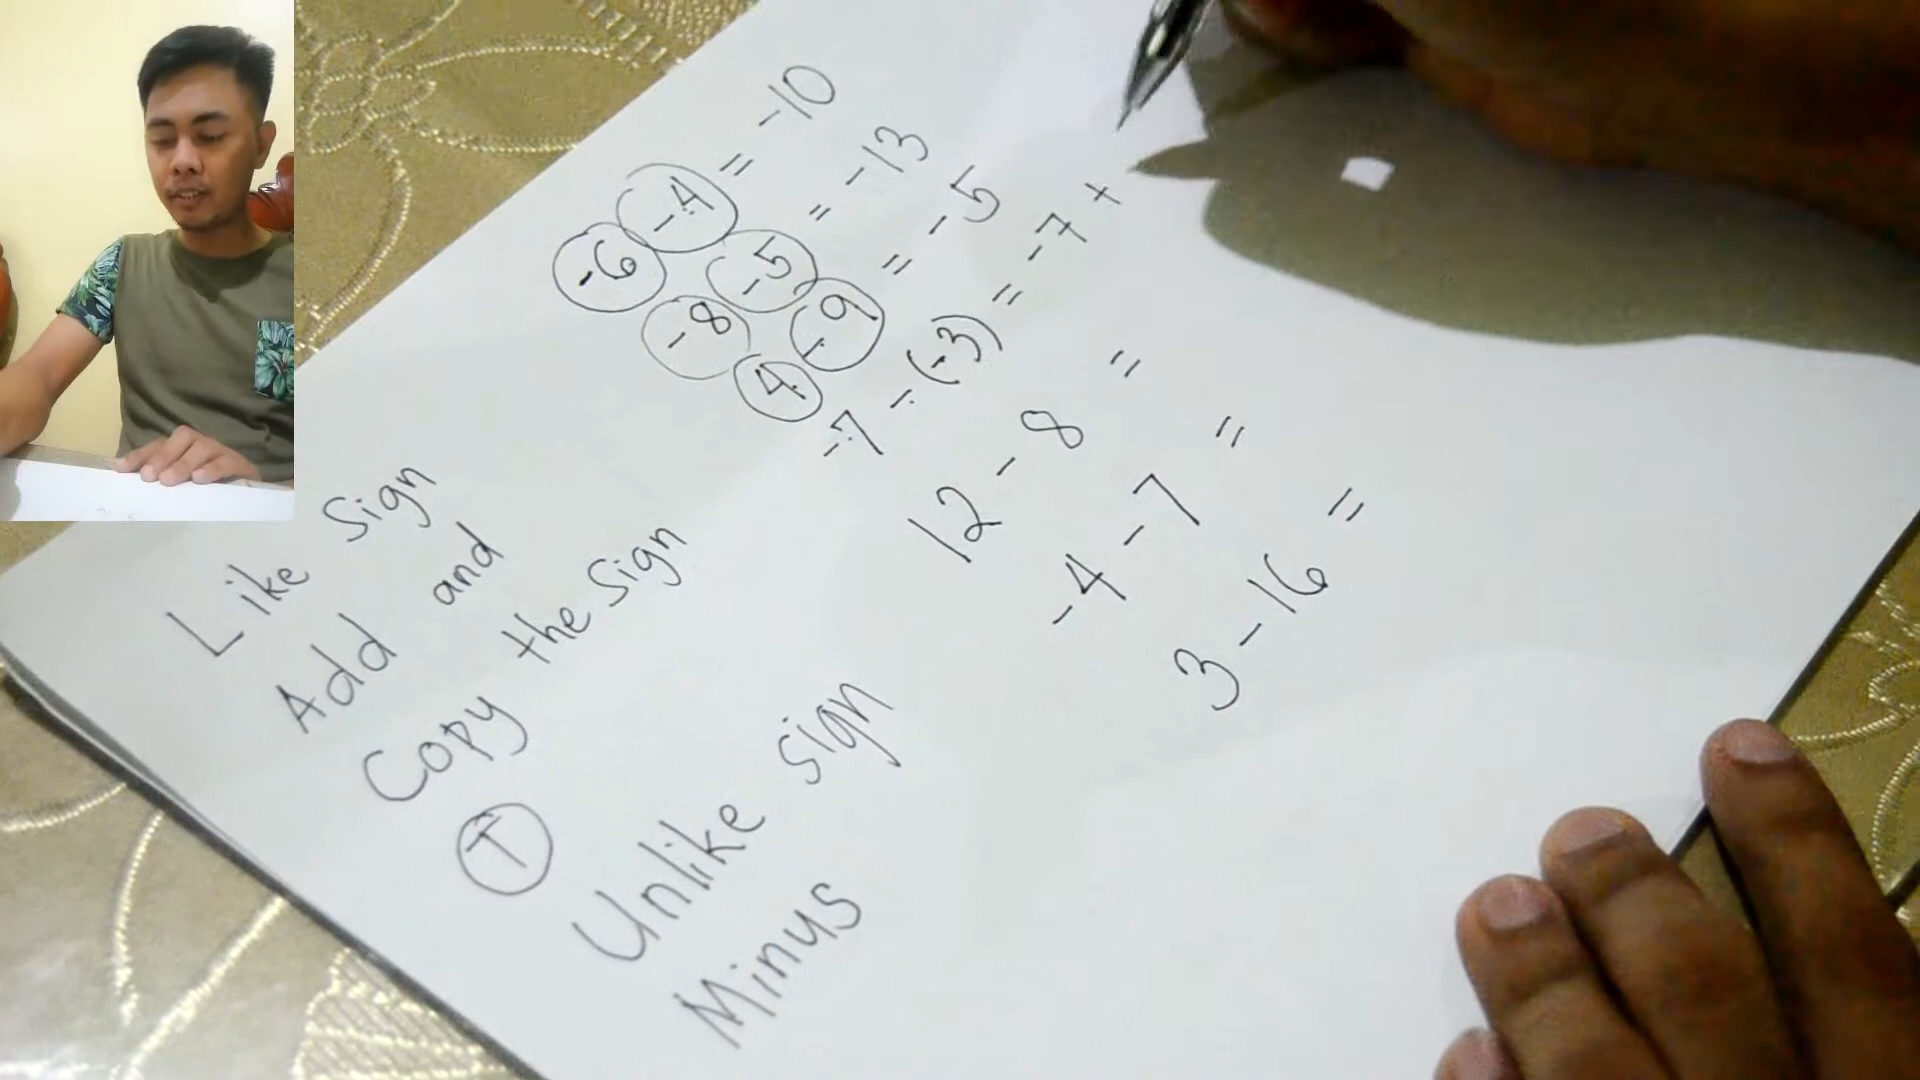 -6 -4 = -10
-8 -5 = -13
4 -9 = -5
-7 -(-3) = -7 +
12 - 8 =
-4 -7 =
3 -16 =
Like Sign
Add and
Copy the Sign
T
Unlike sign
Minus